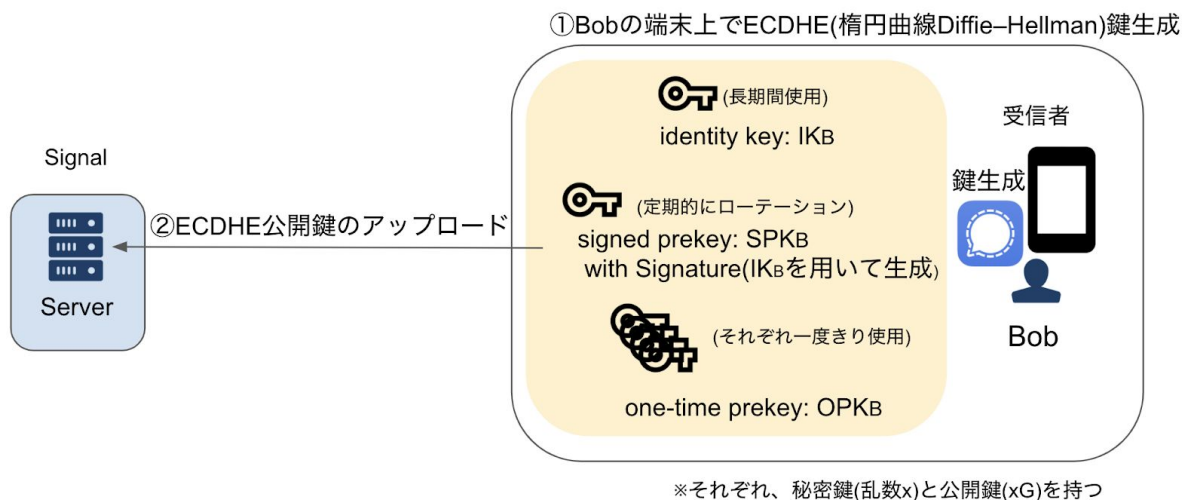 ①Bobの端末上でECDHE(楕円曲線Diffie–Hellman)鍵生成
(長期間使用)
identity key: IKB
受信者
Signal
鍵生成
②ECDHE公開鍵のアップロード
(定期的にローテーション)
signed prekey: SPKB
with Signature(IKBを用いて生成)
Server
(それぞれ一度きり使用)
Bob
one-time prekey: OPKB
※それぞれ、秘密鍵(乱数x)と公開鍵(xG)を持つ